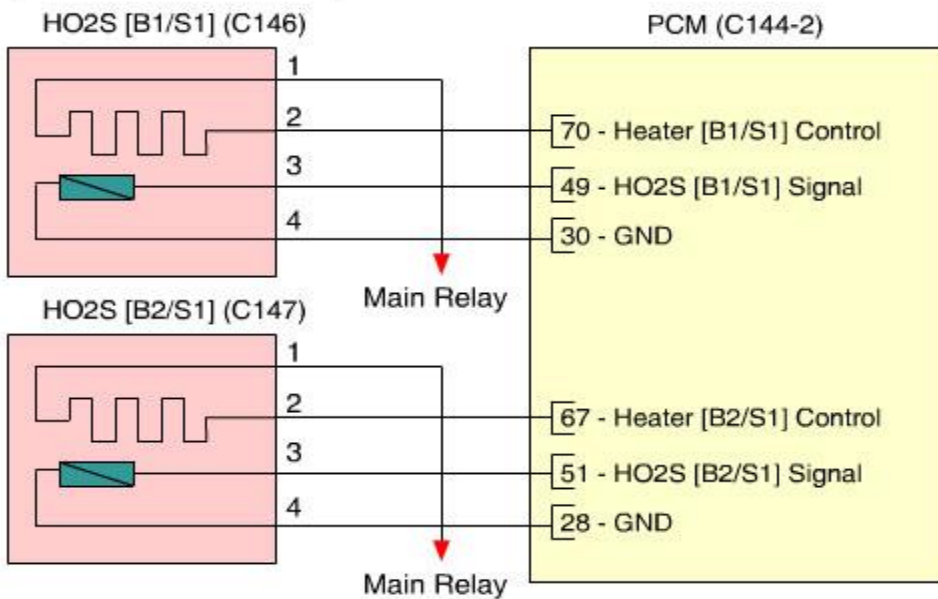 HO2S [B1/S1] (C146)
PCM (C144-2)
1
2
3
4
70 - Heater [B1/S1] Control
49 - HO2S [B1/S1] Signal
30 - GND
Main Relay
HO2S [B2/S1] (C147)
1
2
3
4
67 - Heater [B2/S1] Control
51 - HO2S [B2/S1] Signal
28 - GND
Main Relay